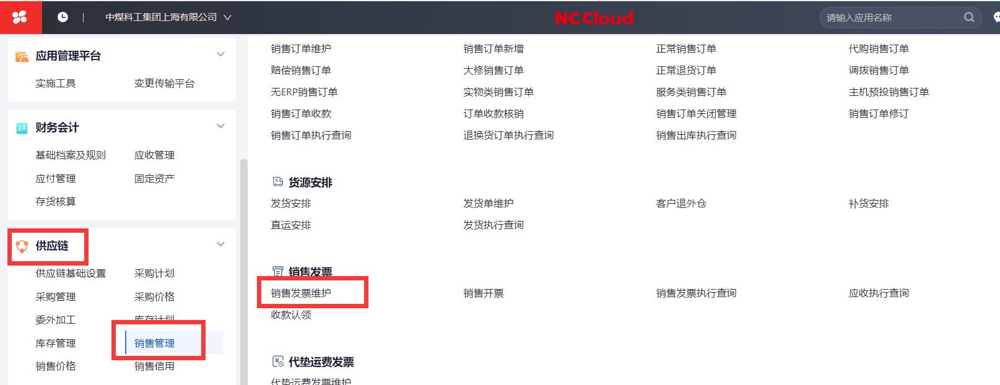 中煤科工集团上海有限公司
NC Cloud
请输入应用名称
应用管理平台
实施工具 变更传输平台
财务会计
基础档案及规则 应收管理
应付管理 固定资产
存货核算
供应链
供应链基础设置 采购计划
采购管理 采购价格
委外加工 库存计划
库存管理 销售管理
销售价格 销售信用
销售订单维护 销售订单新增 正常销售订单 代购销售订单
赔偿销售订单 大修销售订单 正常退货订单 调拨销售订单
无ERP销售订单 实物类销售订单 服务类销售订单 主机预投销售订单
销售订单收款 订单收款核销 销售订单关闭管理 销售订单修订
销售订单执行查询 退换货订单执行查询 销售出库执行查询
货源安排
发货安排 发货单维护 客户退外仓 补货安排
直运安排 发货执行查询
销售发票
销售发票维护 销售开票 销售发票执行查询 应收执行查询
收款认领
代垫运费发票
代垫运费发票维护